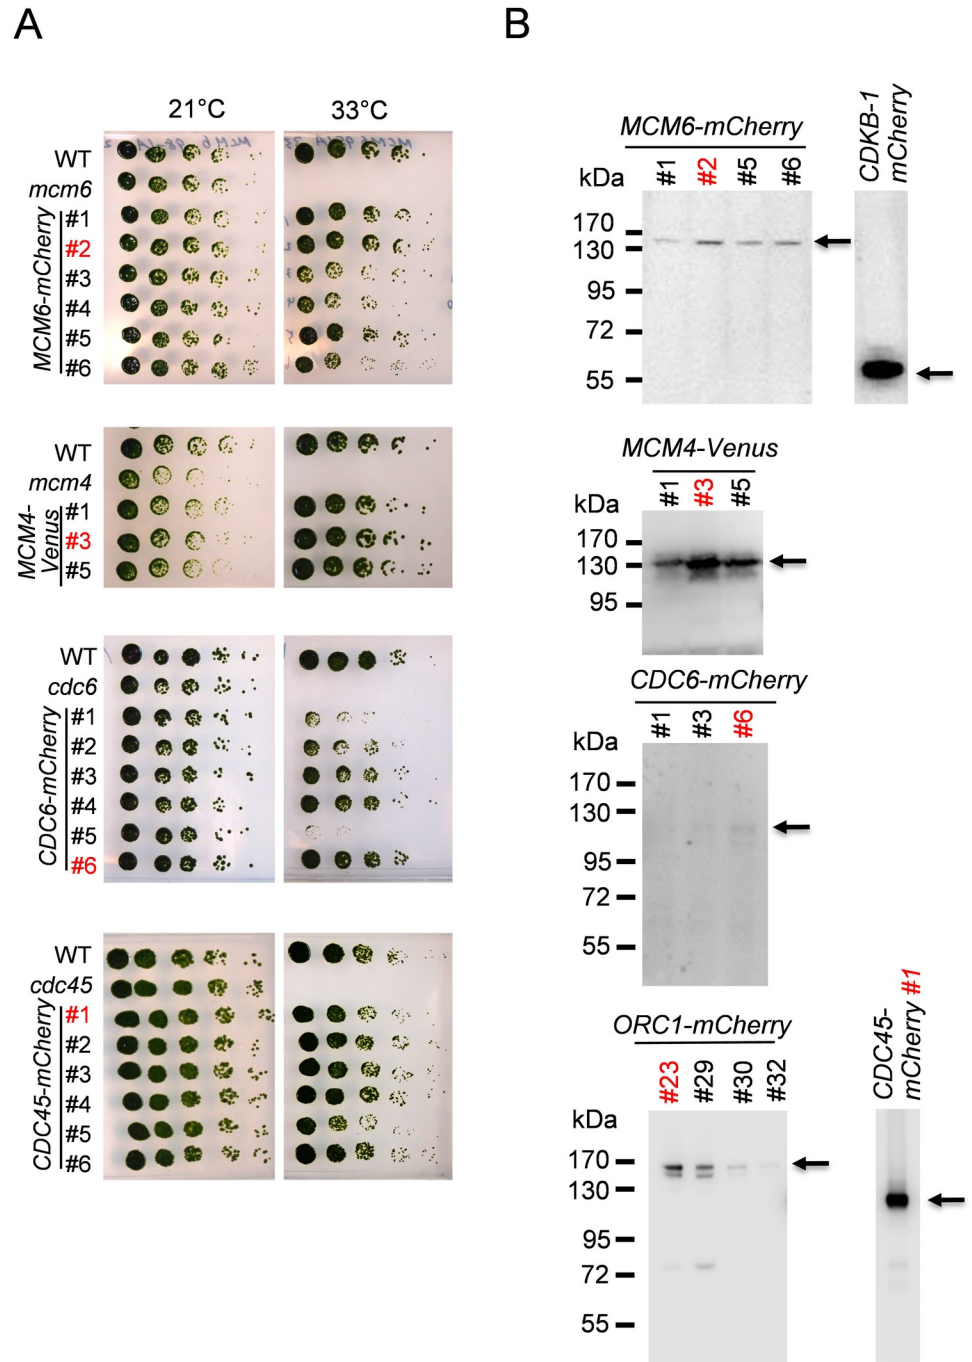 A
21°C 33°C
WT
mcm6
MCM6-mCherry
#1
#2
#3
#4
#5
#6
WT
mcm4
MCM4-
Venus
#1
#3
#5
WT
cdc6
CDC6-mCherry
#1
#2
#3
#4
#5
#6
WT
cdc45
CDC45-mCherry
#1
#2
#3
#4
#5
#6
B
MCM6-mCherry
#1 #2 #5 #6
kDa
170
130
95
72
55
CDKB-1
mCherry
MCM4-Venus
#1 #3 #5
kDa
170
130
95
CDC6-mCherry
#1 #3 #6
kDa
170
130
95
72
55
ORC1-mCherry
#23 #29 #30 #32
kDa
170
130
95
72
55
CDC45-
mCherry #1